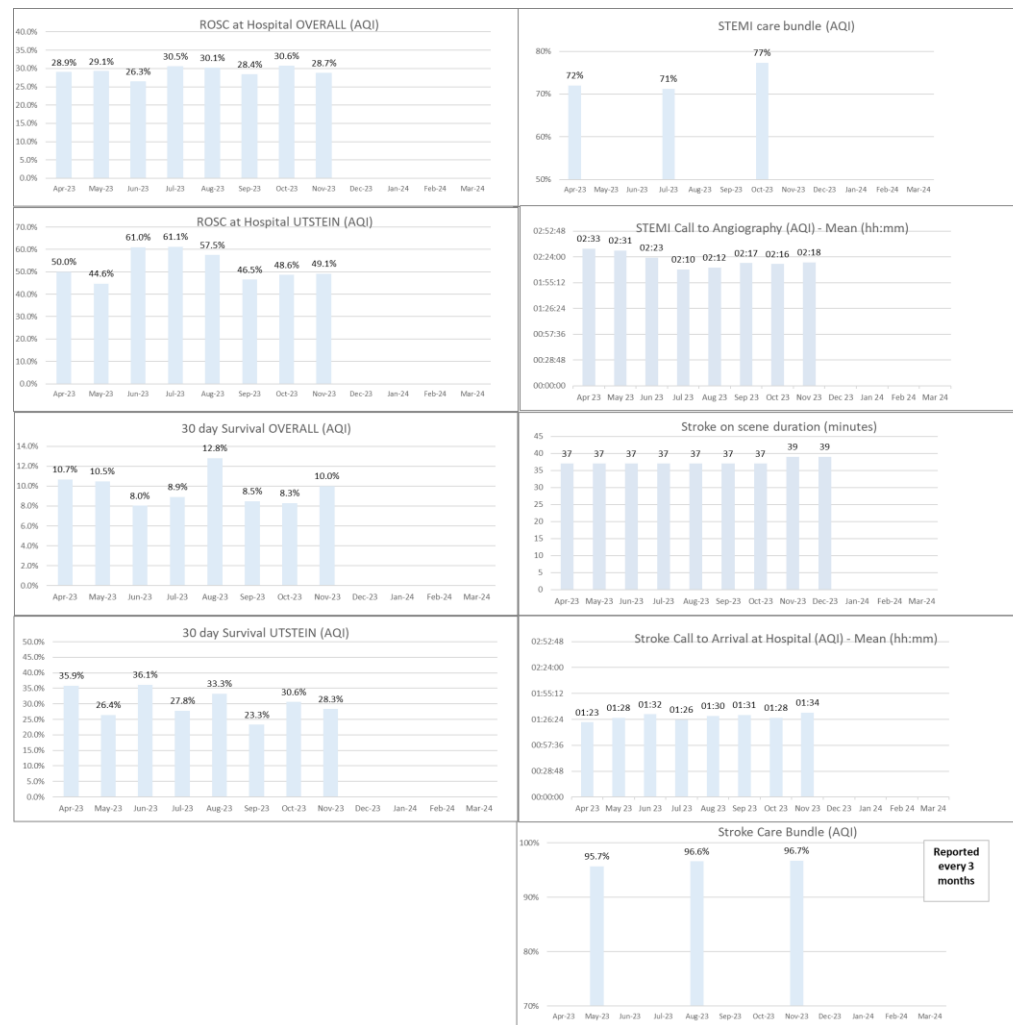 ROSC at Hospital OVERALL (AQI)
40.0%
35.0%
30.0%
25.0%
20.0%
15.0%
10.0%
5.0%
0.0%
28.9% 29.1% 26.3% 30.5% 30.1% 28.4% 30.6% 28.7%
Apr-23 May-23 Jun-23 Jul-23 Aug-23 Sep-23 Oct-23 Nov-23 Dec-23 Jan-24 Feb-24 Mar-24
STEMI care bundle (AQI)
80%
70%
60%
50%
72% 71% 77%
Apr-23 May-23 Jun-23 Jul-23 Aug-23 Sep-23 Oct-23 Nov-23 Dec-23 Jan-24 Feb-24 Mar-24
ROSC at Hospital UTSTEIN (AQI)
70.0%
60.0%
50.0%
40.0%
30.0%
20.0%
10.0%
0.0%
50.0% 44.6% 61.0% 61.1% 57.5% 46.5% 48.6% 49.1%
Apr-23 May-23 Jun-23 Jul-23 Aug-23 Sep-23 Oct-23 Nov-23 Dec-23 Jan-24 Feb-24 Mar-24
STEMI Call to Angiography (AQI) - Mean (hh:mm)
02:52:48
02:24:00
01:55:12
01:26:24
00:57:36
00:28:48
00:00:00
02:33 02:31 02:23 02:10 02:12 02:17 02:16 02:18
Apr 23 May 23 Jun 23 Jul 23 Aug 23 Sep 23 Oct 23 Nov 23 Dec 23 Jan 24 Feb 24 Mar 24
30 day Survival OVERALL (AQI)
14.0%
12.0%
10.0%
8.0%
6.0%
4.0%
2.0%
0.0%
10.7% 10.5% 8.0% 8.9% 12.8% 8.5% 8.3% 10.0%
Apr-23 May-23 Jun-23 Jul-23 Aug-23 Sep-23 Oct-23 Nov-23 Dec-23 Jan-24 Feb-24 Mar-24
Stroke on scene duration (minutes)
45
40
35
30
25
20
15
10
5
0
37 37 37 37 37 37 37 39 39
Apr-23 May-23 Jun-23 Jul-23 Aug-23 Sep-23 Oct-23 Nov-23 Dec-23 Jan-24 Feb-24 Mar-24
30 day Survival UTSTEIN (AQI)
50.0%
45.0%
40.0%
35.0%
30.0%
25.0%
20.0%
15.0%
10.0%
5.0%
0.0%
35.9% 26.4% 36.1% 27.8% 33.3% 23.3% 30.6% 28.3%
Apr-23 May-23 Jun-23 Jul-23 Aug-23 Sep-23 Oct-23 Nov-23 Dec-23 Jan-24 Feb-24 Mar-24
Stroke Call to Arrival at Hospital (AQI) - Mean (hh:mm)
02:52:48
02:24:00
01:55:12
01:26:24
00:57:36
00:28:48
00:00:00
01:23 01:28 01:32 01:26 01:30 01:31 01:28 01:34
Apr 23 May 23 Jun 23 Jul 23 Aug 23 Sep 23 Oct 23 Nov 23 Dec 23 Jan 24 Feb 24 Mar 24
Stroke Care Bundle (AQI)
100%
90%
80%
70%
95.7% 96.6% 96.7%
Reported
every 3
months
Apr-23 May-23 Jun-23 Jul-23 Aug-23 Sep-23 Oct-23 Nov-23 Dec-23 Jan-24 Feb-24 Mar-24